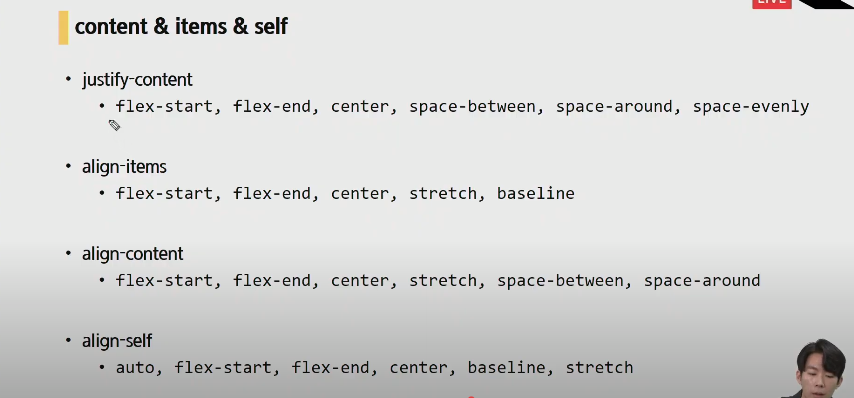 LIVE
content & items & self
• justify-content
• flex-start, flex-end, center, space-between, space-around, space-evenly
• align-items
• flex-start, flex-end, center, stretch, baseline
• align-content
• flex-start, flex-end, center, stretch, space-between, space-around
• align-self
• auto, flex-start, flex-end, center, baseline, stretch